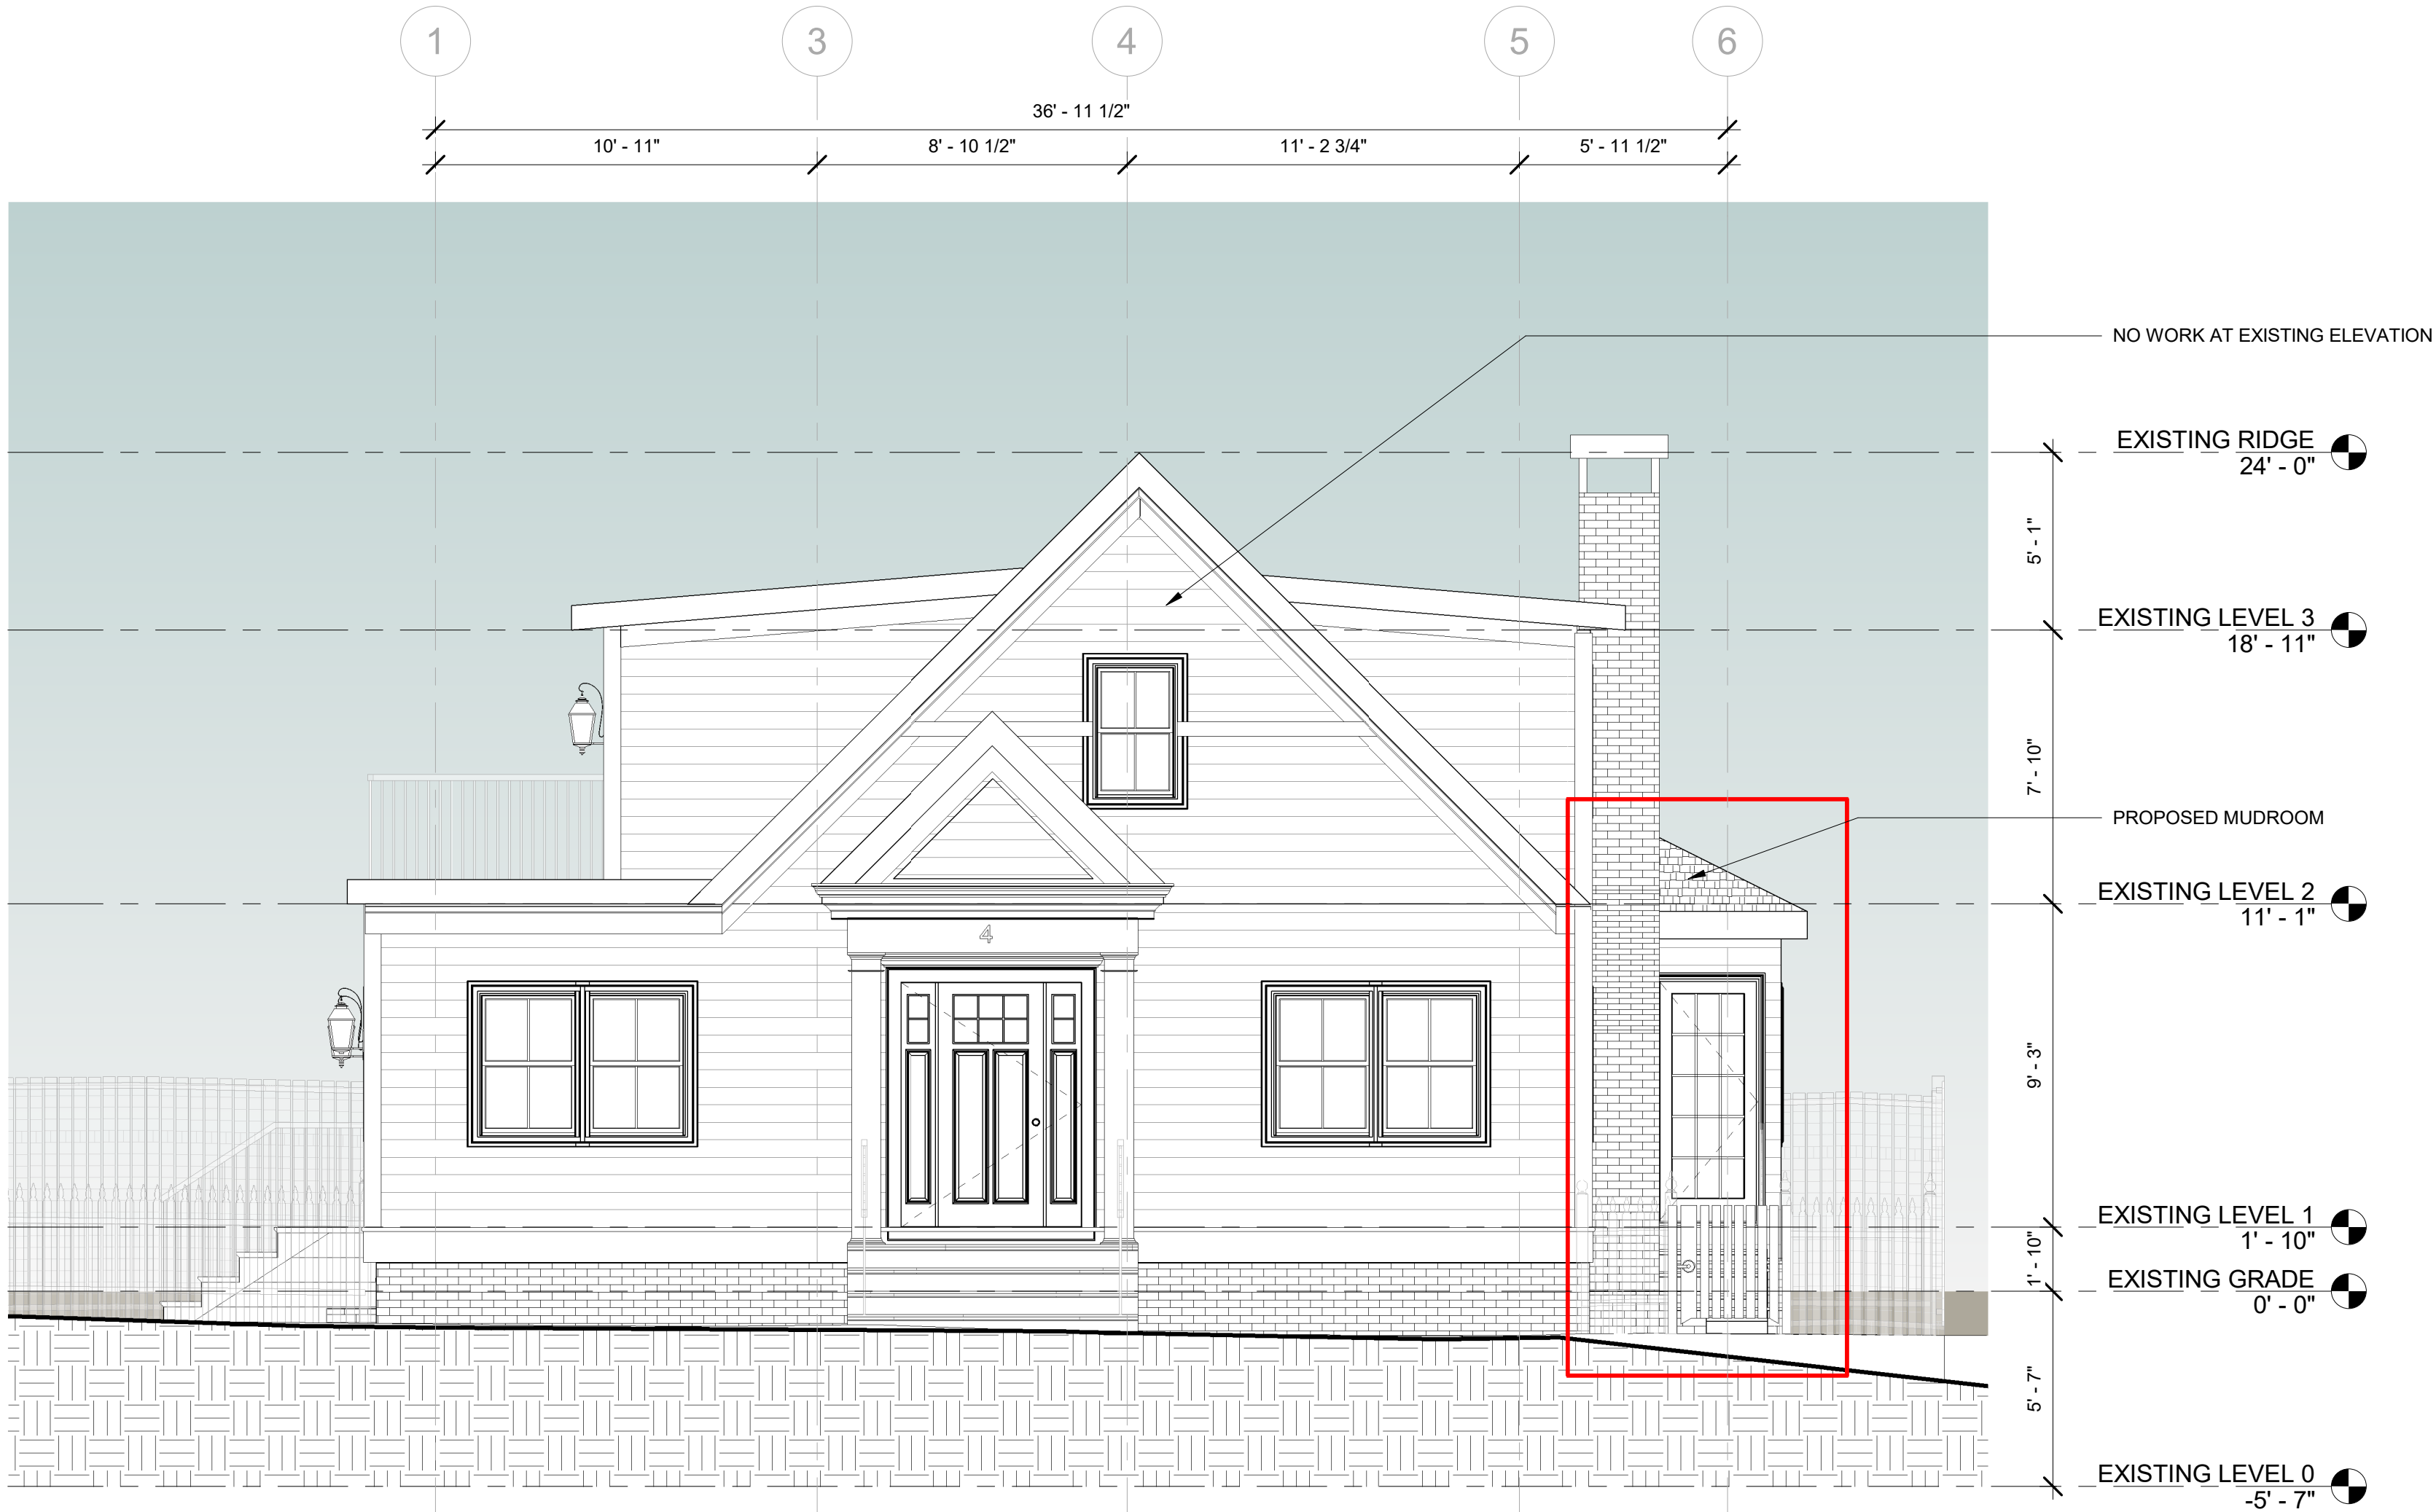 1
3
4
5
6
36' - 11 1/2"
10' - 11"
8' - 10 1/2"
11' - 2 3/4"
5' - 11 1/2"
NO WORK AT EXISTING ELEVATION
EXISTING RIDGE
24' - 0"
5' - 1"
EXISTING LEVEL 3
18' - 11"
7' - 10"
PROPOSED MUDROOM
EXISTING LEVEL 2
11' - 1"
4
9' - 3"
EXISTING LEVEL 1
1' - 10"
1' - 10"
EXISTING GRADE
0' - 0"
5' - 7"
EXISTING LEVEL 0
-5' - 7"